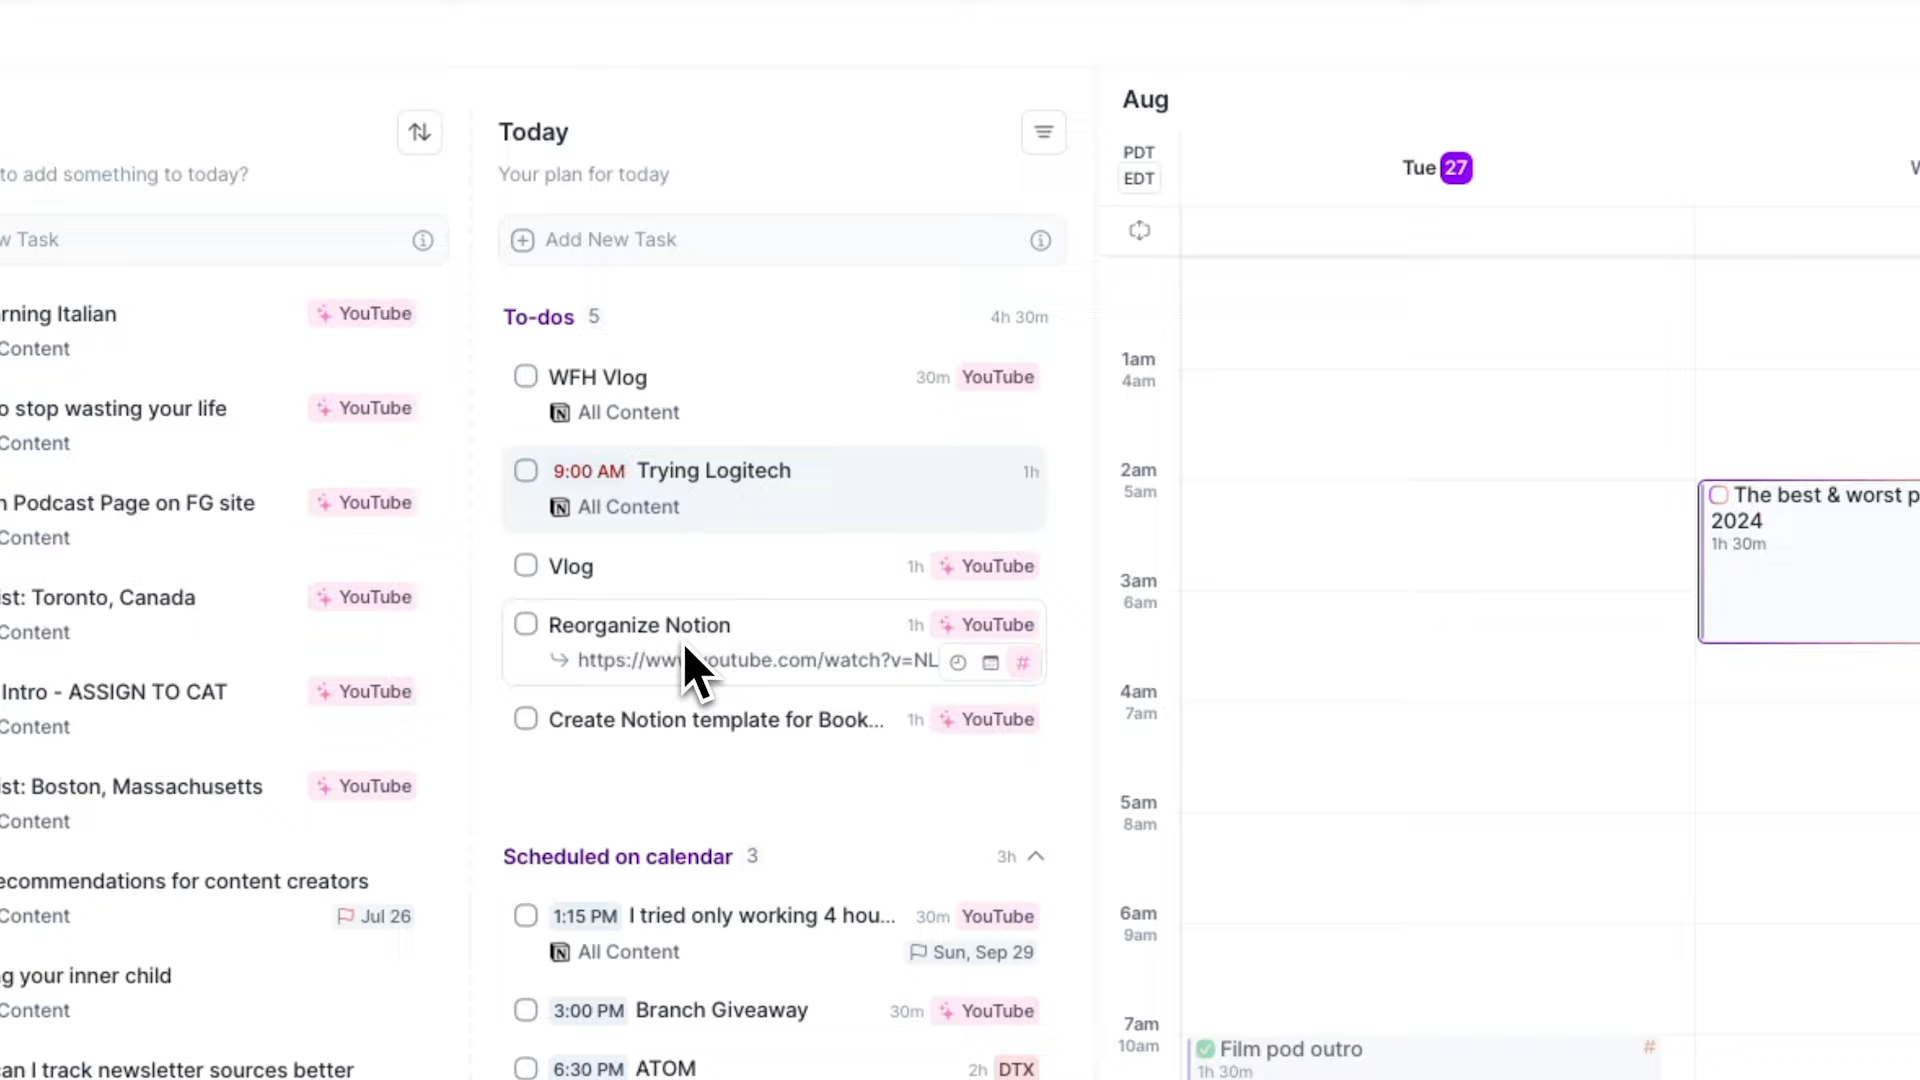 to add something to today?
w Task
rning Italian
YouTube
Content
o stop wasting your life
YouTube
Content
n Podcast Page on FG site
YouTube
Content
ist: Toronto, Canada
YouTube
Content
Intro - ASSIGN TO CAT
YouTube
Content
ist: Boston, Massachusetts
YouTube
Content
ecommendations for content creators
Content
Jul 26
g your inner child
Content
can I track newsletter sources better
Today
Your plan for today
Add New Task
To-dos 5 4h 30m
WFH Vlog 30m YouTube
All Content
9:00 AM Trying Logitech 1h
All Content
Vlog 1h YouTube
Reorganize Notion 1h YouTube
https://www.youtube.com/watch?v=NL #
Create Notion template for Book... 1h YouTube
Scheduled on calendar 3 3h
1:15 PM I tried only working 4 hou... 30m YouTube
All Content Sun, Sep 29
3:00 PM Branch Giveaway 30m YouTube
6:30 PM ATOM 2h DTX
Aug
PDT
EDT
Tue 27
W
1am
4am
2am
5am
3am
6am
4am
7am
5am
8am
6am
9am
7am
10am
The best & worst p
2024
1h 30m
Film pod outro #
1h 30m